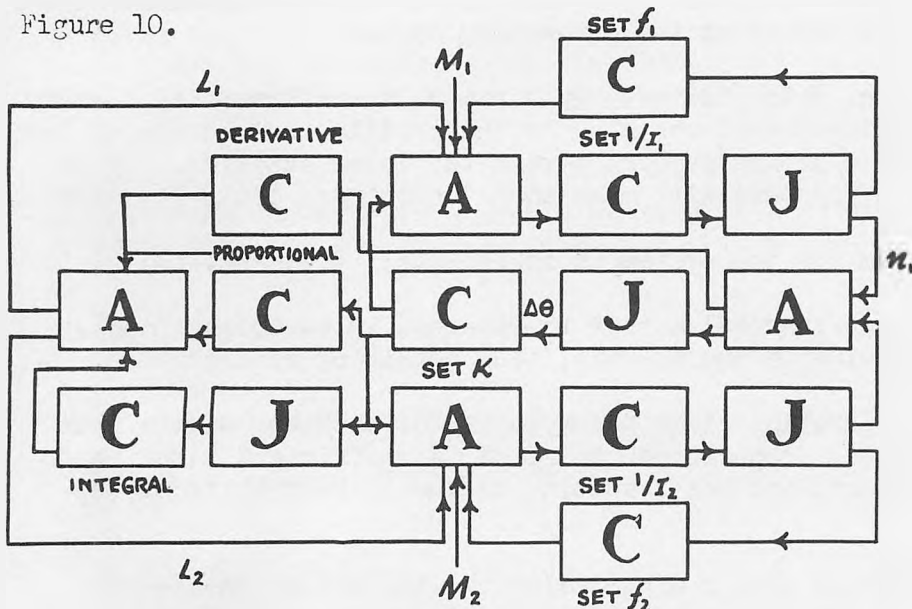 Figure 10.
SET f₁
M₁
C
L₁
DERIVATIVE
SET 1/I₁
C
A
C
J
PROPORTIONAL
n₁
A
C
C
Δθ
J
A
SET K
C
J
A
C
J
INTEGRAL
SET 1/I₂
C
L₂
M₂
SET f₂